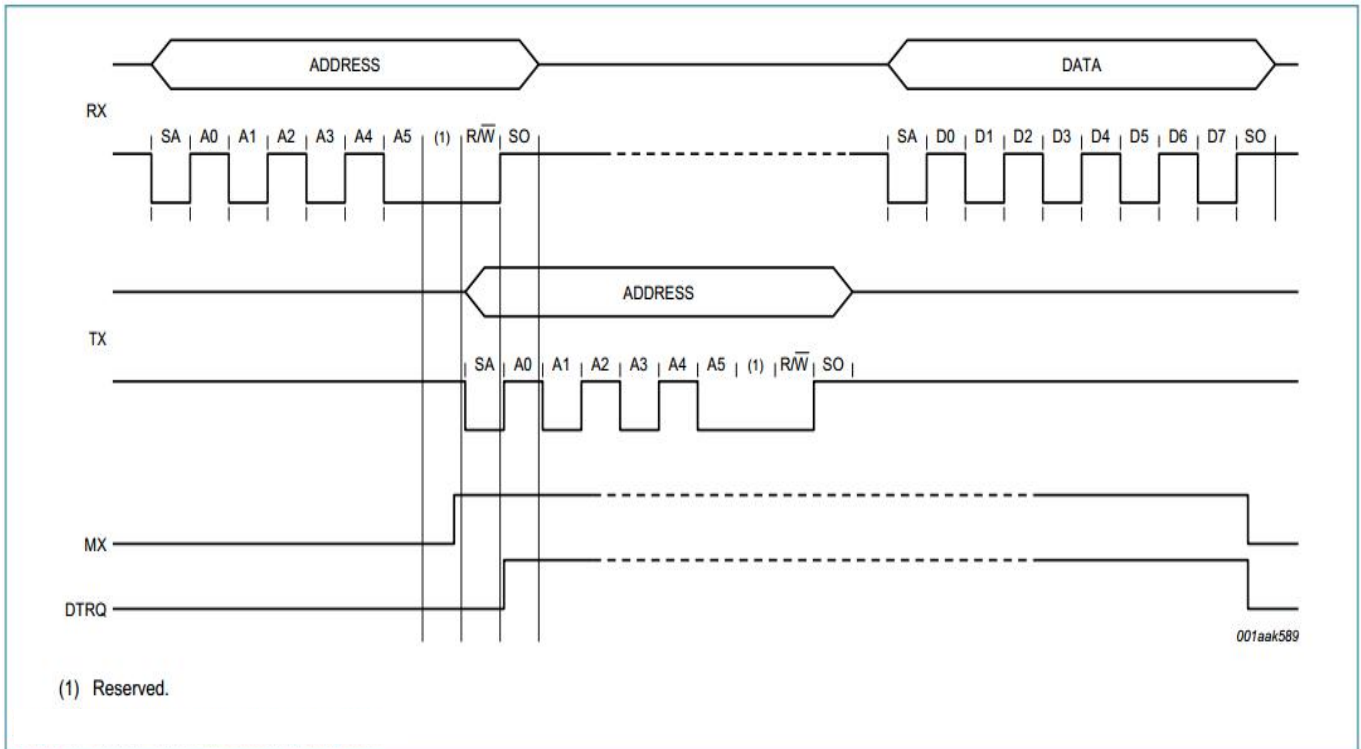 ADDRESS DATA
RX
SA A0 A1 A2 A3 A4 A5 (1) R/W̅ SO SA D0 D1 D2 D3 D4 D5 D6 D7 SO
ADDRESS
TX
SA A0 A1 A2 A3 A4 A5 (1) R/W̅ SO
MX
DTRQ
001aak589
(1) Reserved.